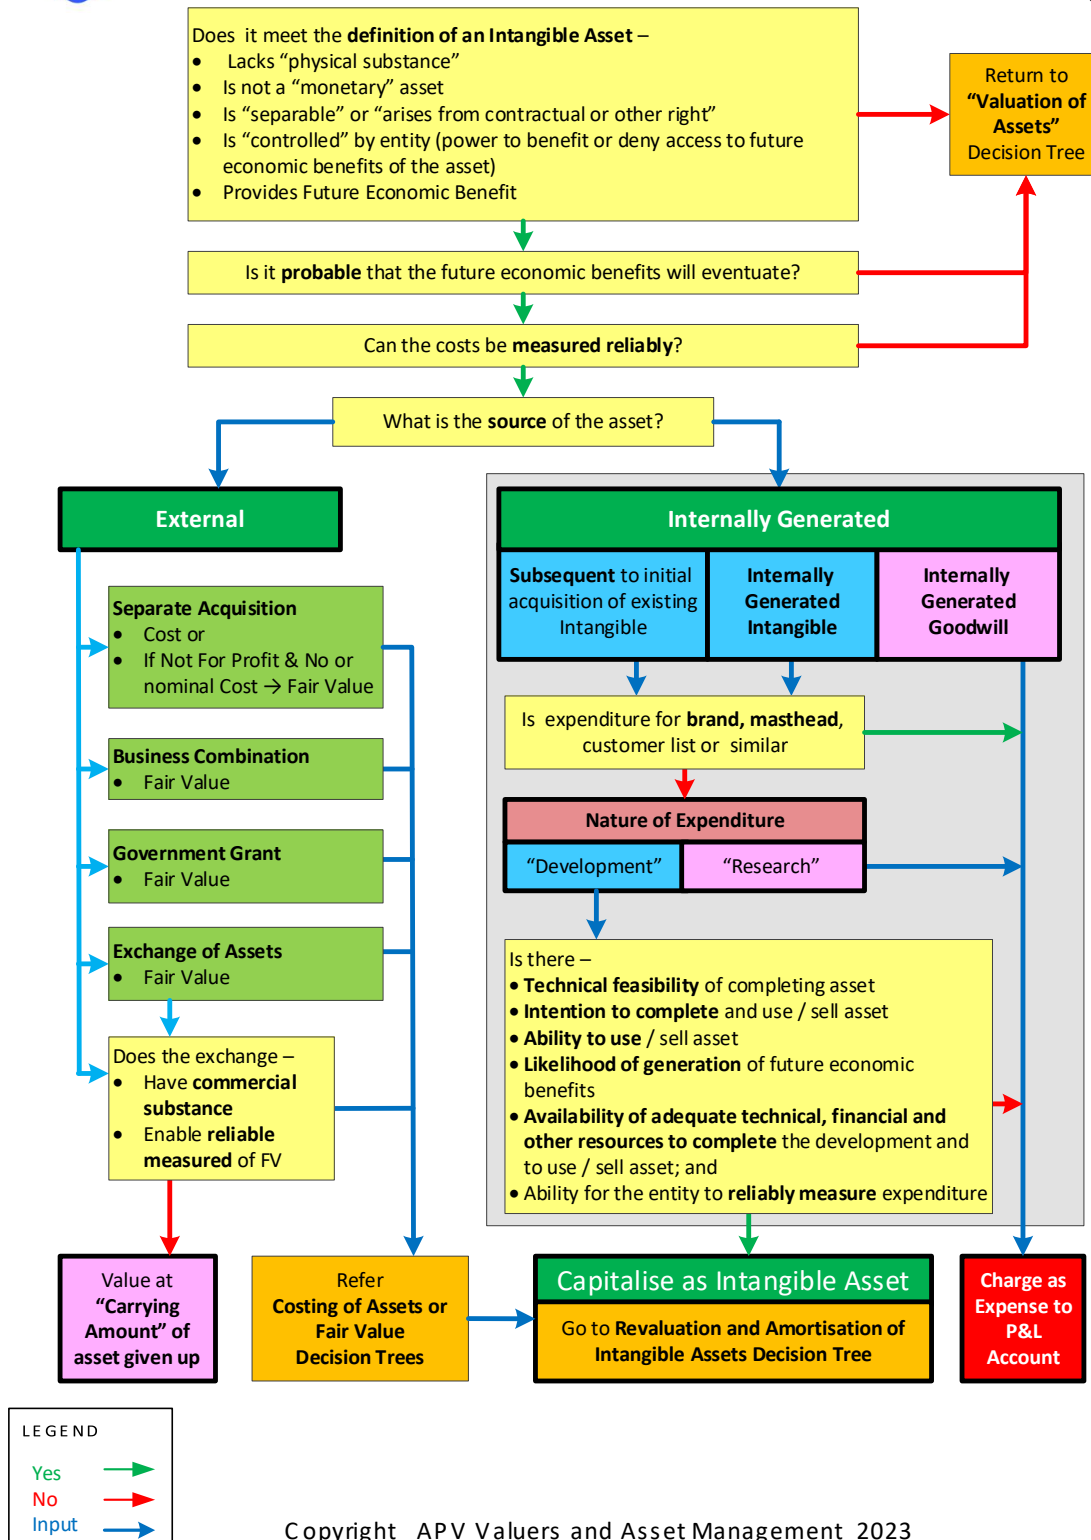 Does it meet the definition of an Intangible Asset –
• Lacks “physical substance”
• Is not a “monetary” asset
• Is “separable” or “arises from contractual or other right”
• Is “controlled” by entity (power to benefit or deny access to future
economic benefits of the asset)
• Provides Future Economic Benefit
Return to
“Valuation of
Assets”
Decision Tree
Is it probable that the future economic benefits will eventuate?
Can the costs be measured reliably?
What is the source of the asset?
External
Separate Acquisition
• Cost or
• If Not For Profit & No or
nominal Cost → Fair Value
Business Combination
• Fair Value
Government Grant
• Fair Value
Exchange of Assets
• Fair Value
Does the exchange –
• Have commercial
substance
• Enable reliable
measured of FV
Internally Generated
Subsequent to initial
acquisition of existing
Intangible
Internally
Generated
Intangible
Internally
Generated
Goodwill
Is expenditure for brand, masthead,
customer list or similar
Nature of Expenditure
“Development”
“Research”
Is there –
• Technical feasibility of completing asset
• Intention to complete and use / sell asset
• Ability to use / sell asset
• Likelihood of generation of future economic
benefits
• Availability of adequate technical, financial and
other resources to complete the development and
to use / sell asset; and
• Ability for the entity to reliably measure expenditure
Value at
“Carrying
Amount” of
asset given up
Refer
Costing of Assets or
Fair Value
Decision Trees
Capitalise as Intangible Asset
Go to Revaluation and Amortisation of
Intangible Assets Decision Tree
Charge as
Expense to
P&L
Account
LEGEND
Yes
No
Input
Copyright APV Valuers and Asset Management 2023